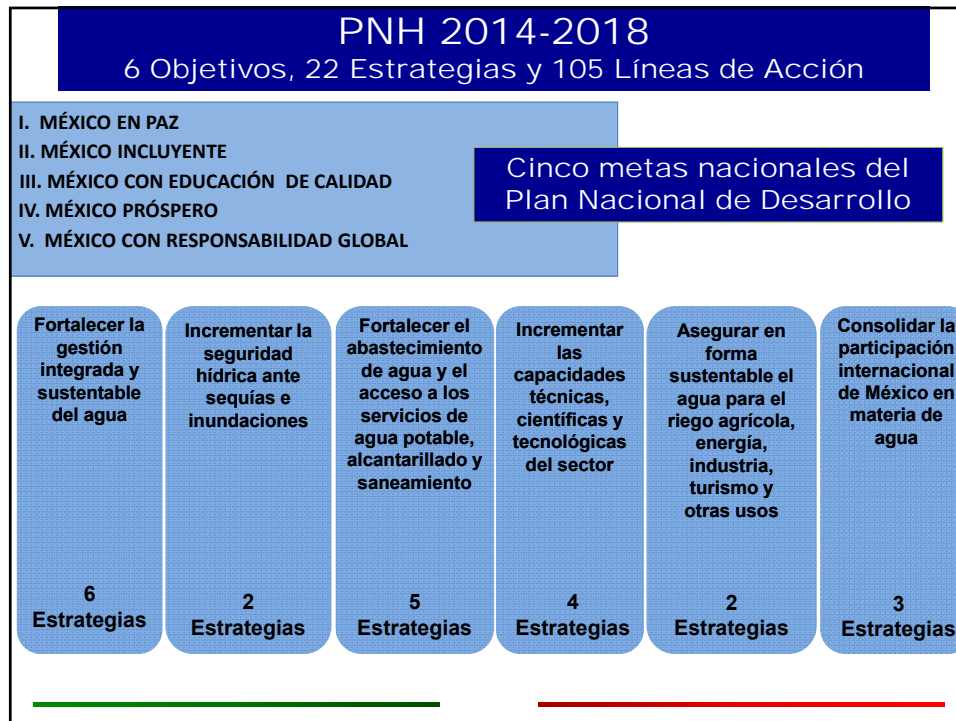 PNH 2014-2018
6 Objetivos, 22 Estrategias y 105 Líneas de Acción
I. MÉXICO EN PAZ
II. MÉXICO INCLUYENTE
III. MÉXICO CON EDUCACIÓN DE CALIDAD
IV. MÉXICO PRÓSPERO
V. MÉXICO CON RESPONSABILIDAD GLOBAL
Cinco metas nacionales del
Plan Nacional de Desarrollo
Fortalecer la
gestión
integrada y
sustentable
del agua
6
Estrategias
Incrementar la
seguridad
hídrica ante
sequías e
inundaciones
2
Estrategias
Fortalecer el
abastecimiento
de agua y el
acceso a los
servicios de
agua potable,
alcantarillado y
saneamiento
5
Estrategias
Incrementar
las
capacidades
técnicas,
científicas y
tecnológicas
del sector
4
Estrategias
Asegurar en
forma
sustentable el
agua para el
riego agrícola,
energía,
industria,
turismo y
otras usos
2
Estrategias
Consolidar la
participación
internacional
de México en
materia de
agua
3
Estrategias